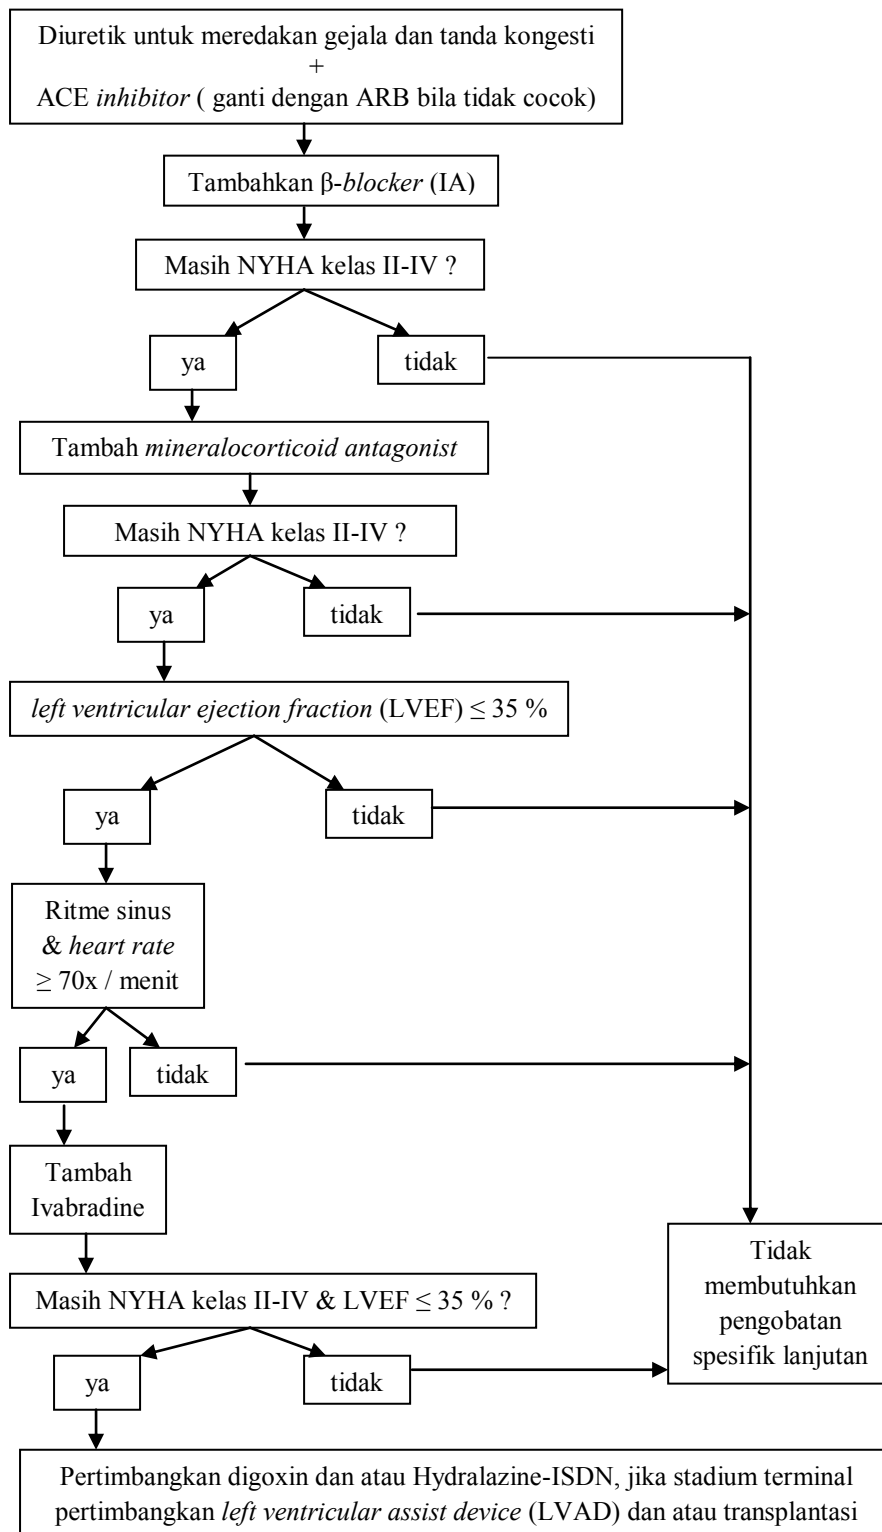 Diuretik untuk meredakan gejala dan tanda kongesti
+
ACE inhibitor ( ganti dengan ARB bila tidak cocok)
Tambahkan β-blocker (IA)
Masih NYHA kelas II-IV ?
ya
tidak
Tambah mineralocorticoid antagonist
Masih NYHA kelas II-IV ?
ya
tidak
left ventricular ejection fraction (LVEF) ≤ 35 %
ya
tidak
Ritme sinus
& heart rate
≥ 70x / menit
ya
tidak
Tambah
Ivabradine
Masih NYHA kelas II-IV & LVEF ≤ 35 % ?
ya
tidak
Tidak
membutuhkan
pengobatan
spesifik lanjutan
Pertimbangkan digoxin dan atau Hydralazine-ISDN, jika stadium terminal
pertimbangkan left ventricular assist device (LVAD) dan atau transplantasi